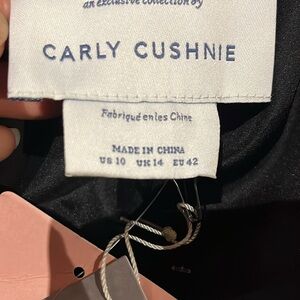 an exclusive collection by
CARLY CUSHNIE
Fabriqué en les Chine
MADE IN CHINA
US 10 UK 14 EU 42